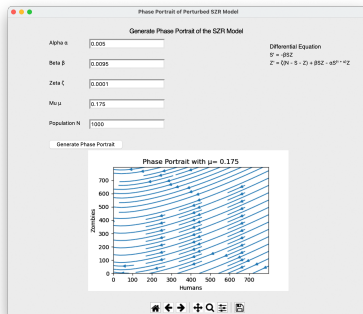 Phase Portrait of Perturbed SZR Model
Generate Phase Portrait of the SZR Model
Alpha α
0.005
Beta β
0.0095
Zeta ζ
0.0001
Mu μ
0.175
Population N
1000
Differential Equation
S' = -βSZ
Z' = ζ(N - S - Z) + βSZ - αS
Generate Phase Portrait
Phase Portrait with μ= 0.175
Zombies
700
600
500
400
300
200
100
0
0 100 200 300 400 500 600 700
Humans